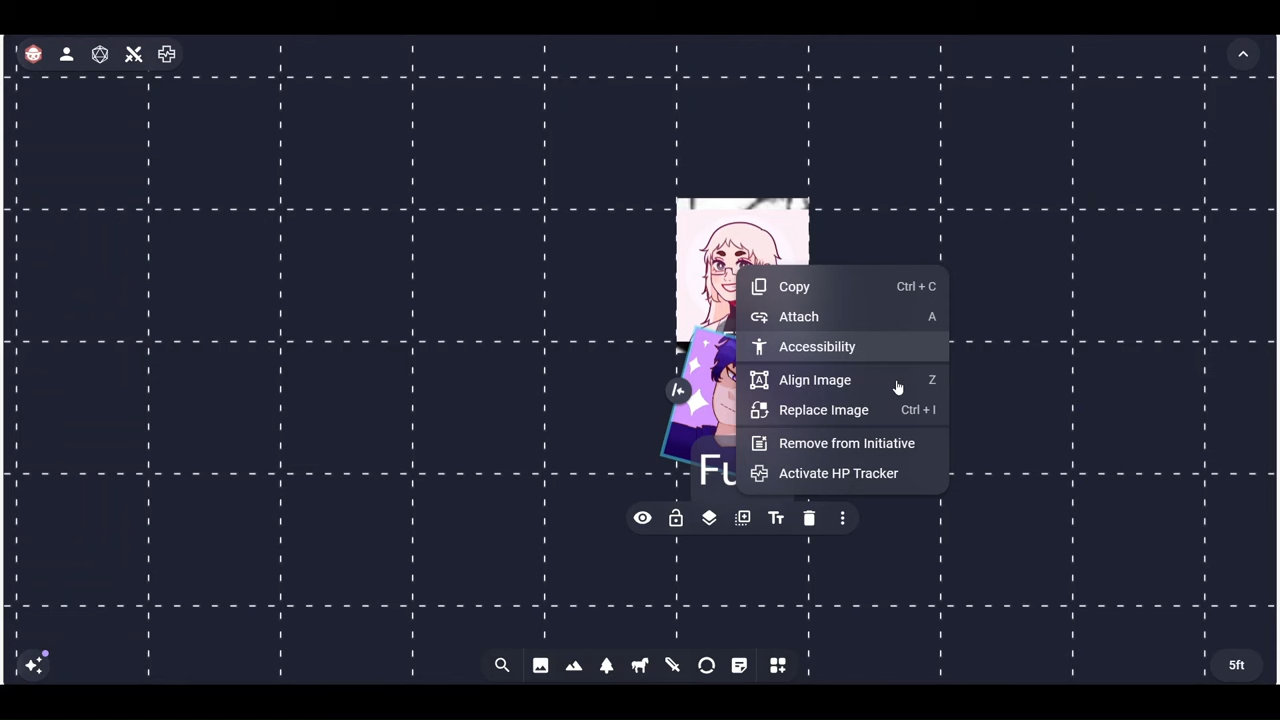 Copy Ctrl + C
Attach A
Accessibility
Align Image Z
Replace Image Ctrl + I
Remove from Initiative
Fu
Activate HP Tracker
5ft